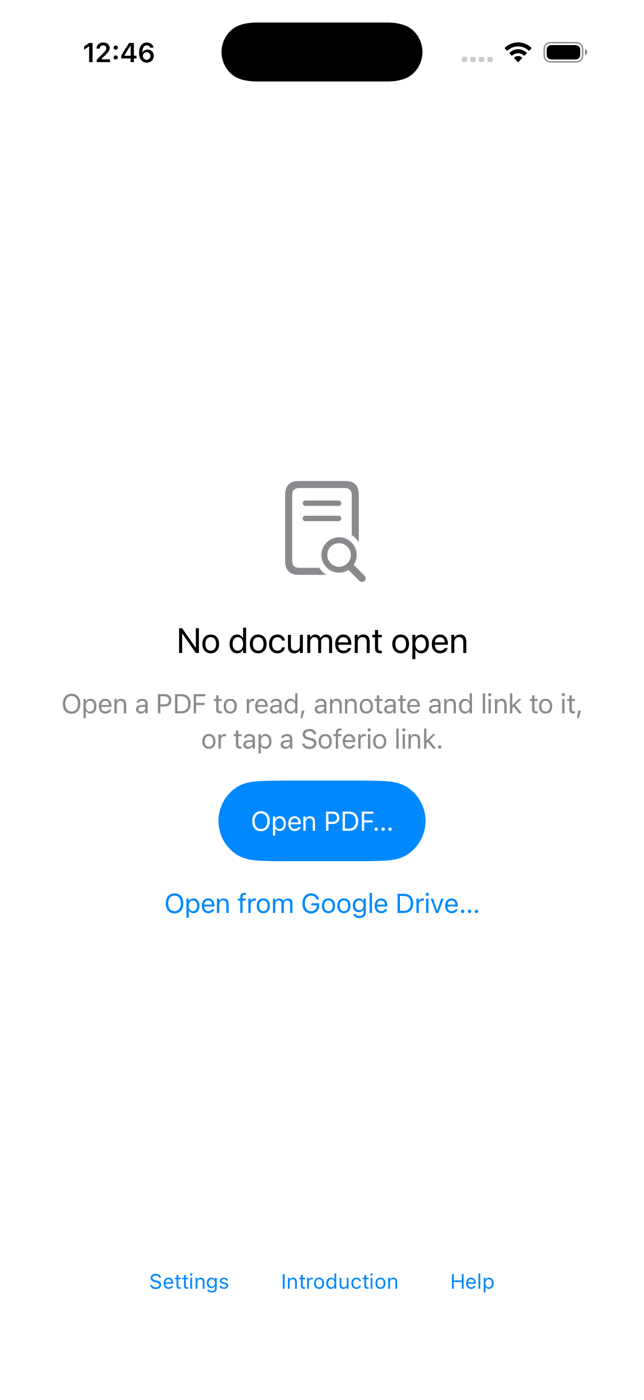 12:46
No document open
Open a PDF to read, annotate and link to it,
or tap a Soferio link.
Open PDF...
Open from Google Drive...
Settings Introduction Help